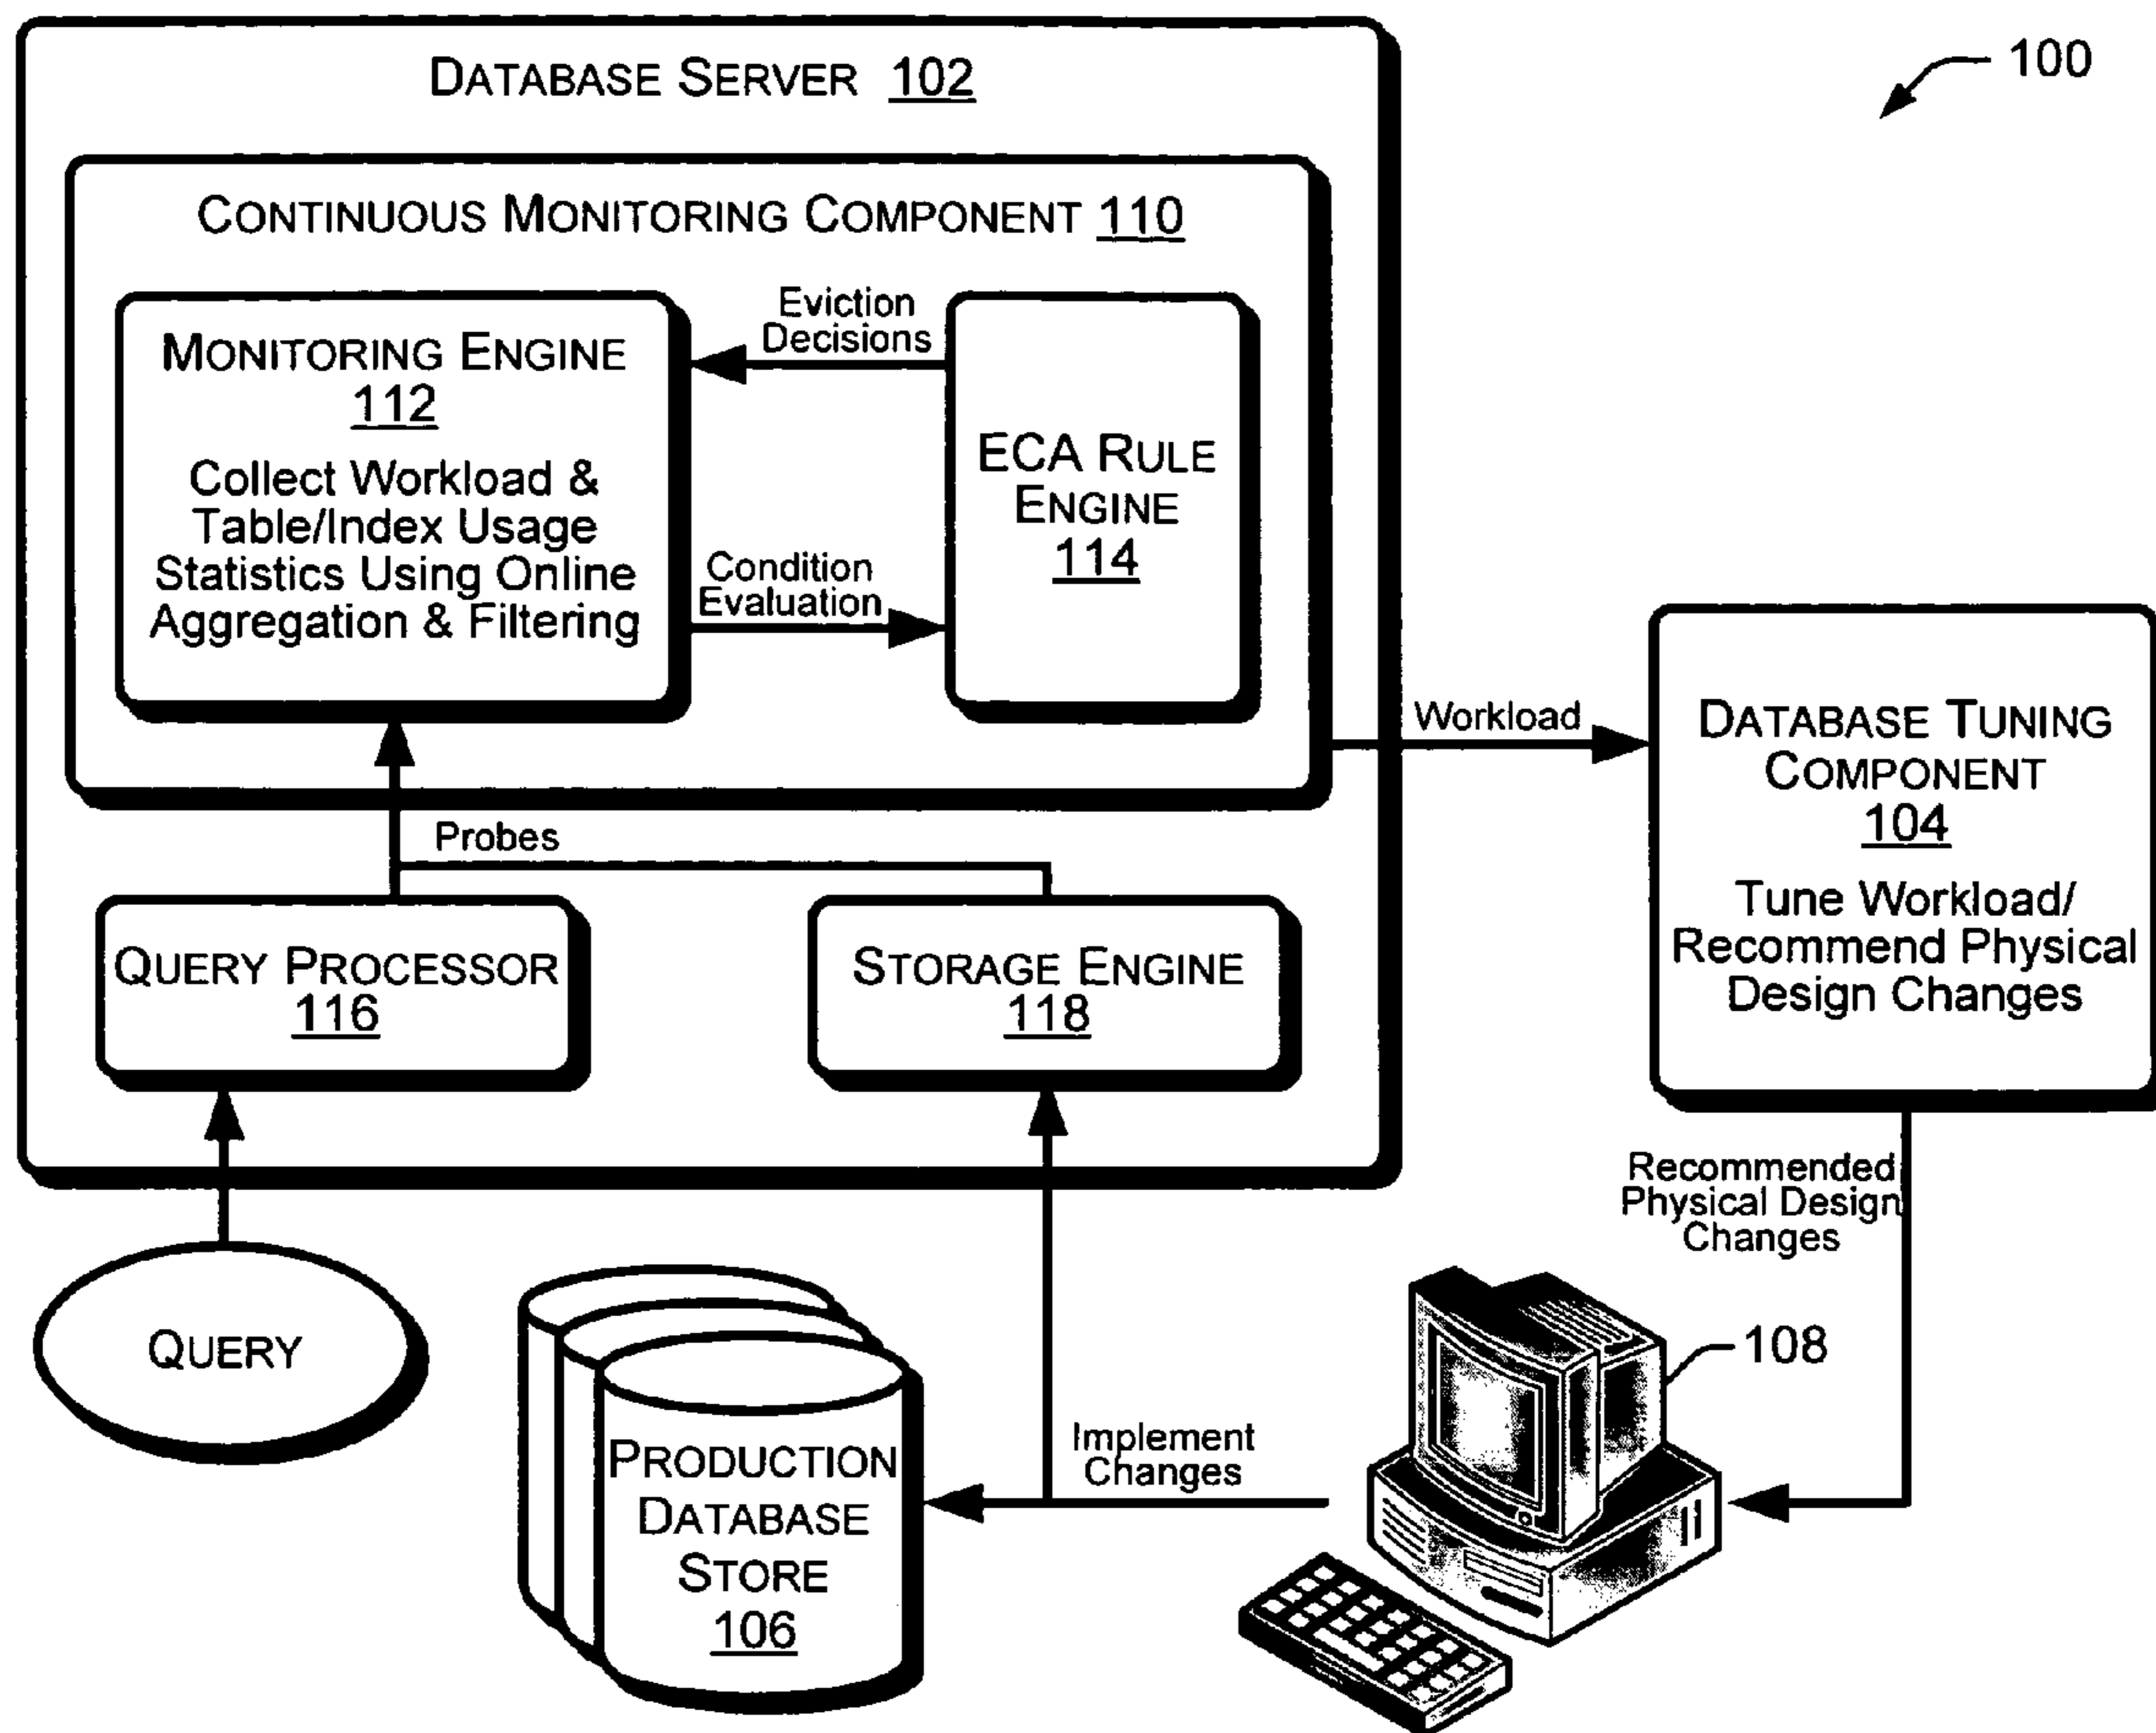 DATABASE SERVER 102
100
CONTINUOUS MONITORING COMPONENT 110
MONITORING ENGINE
112
Collect Workload &
Table/Index Usage
Statistics Using Online
Aggregation & Filtering
Eviction
Decisions
Condition
Evaluation
ECA RULE
ENGINE
114
Workload
DATABASE TUNING
COMPONENT
104
Tune Workload/
Recommend Physical
Design Changes
Probes
QUERY PROCESSOR
116
STORAGE ENGINE
118
Recommended
Physical Design
Changes
QUERY
PRODUCTION
DATABASE
STORE
106
Implement
Changes
108